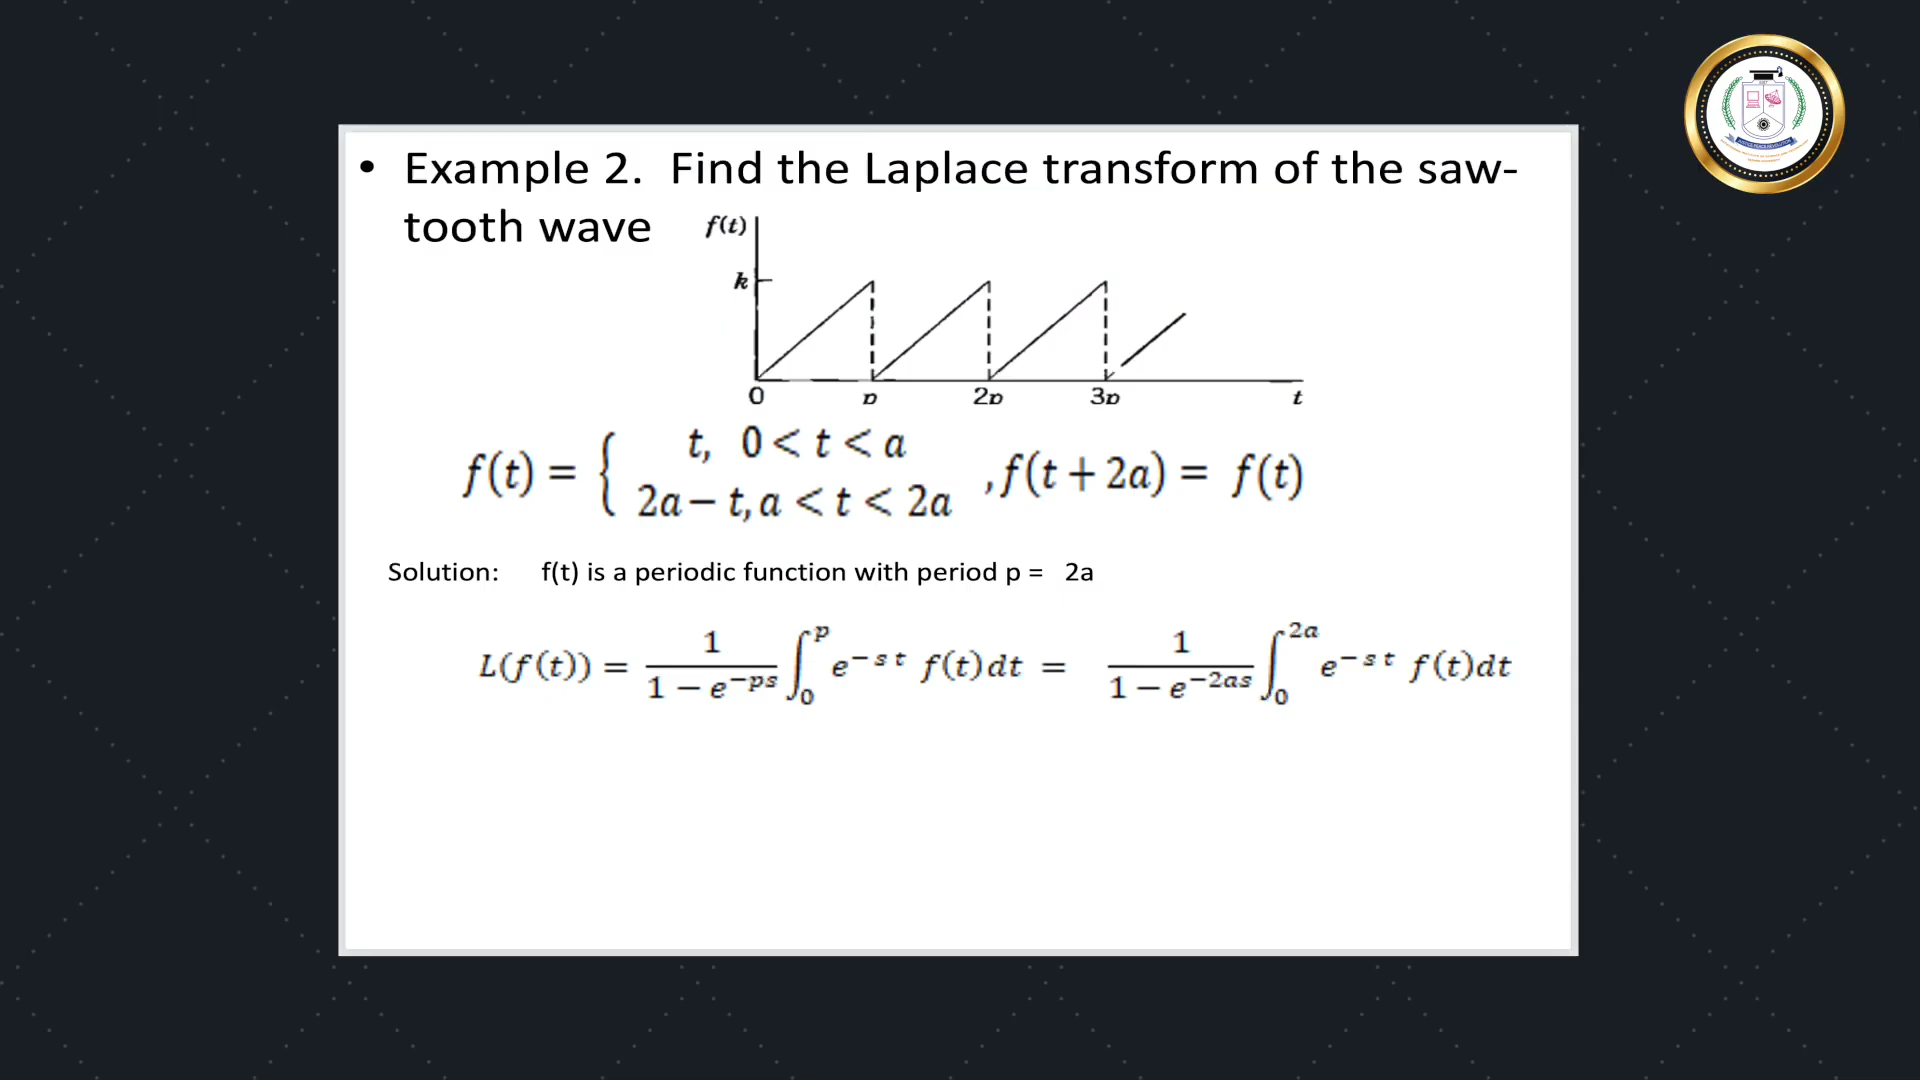 • Example 2. Find the Laplace transform of the saw-
tooth wave
f(t)
k
0 p 2p 3p t
f(t) = { t, 0 < t < a
2a − t, a < t < 2a , f(t + 2a) = f(t)
Solution: f(t) is a periodic function with period p = 2a
L(f(t)) = 1/(1 − e^{−ps}) ∫_0^p e^{−st} f(t)dt = 1/(1 − e^{−2as}) ∫_0^{2a} e^{−st} f(t)dt